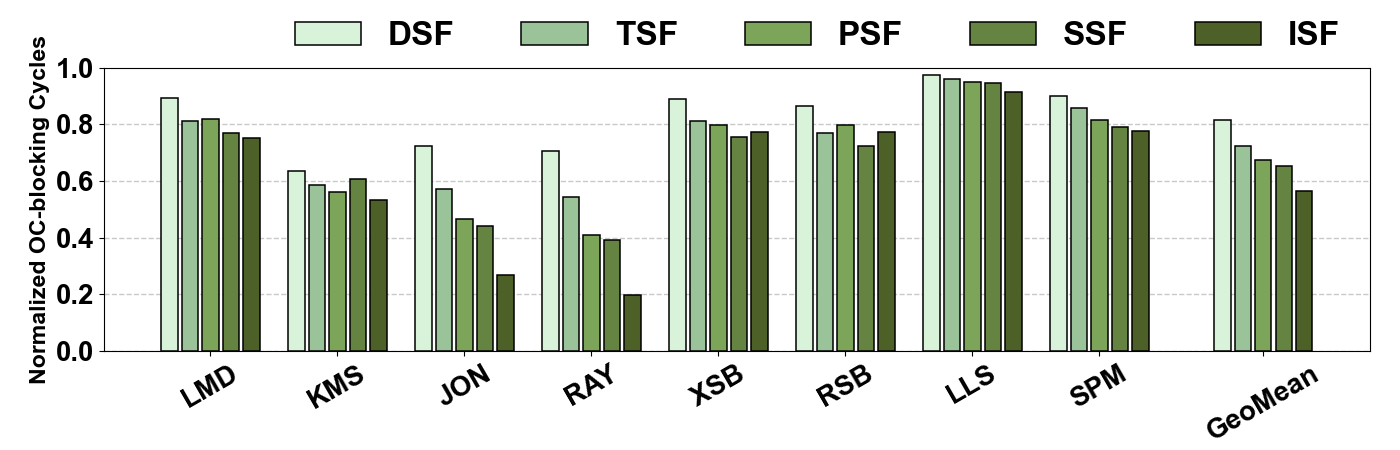 DSF TSF PSF SSF ISF
Normalized OC-blocking Cycles
1.0
0.8
0.6
0.4
0.2
0.0
LMD KMS JON RAY XSB RSB LLS SPM GeoMean